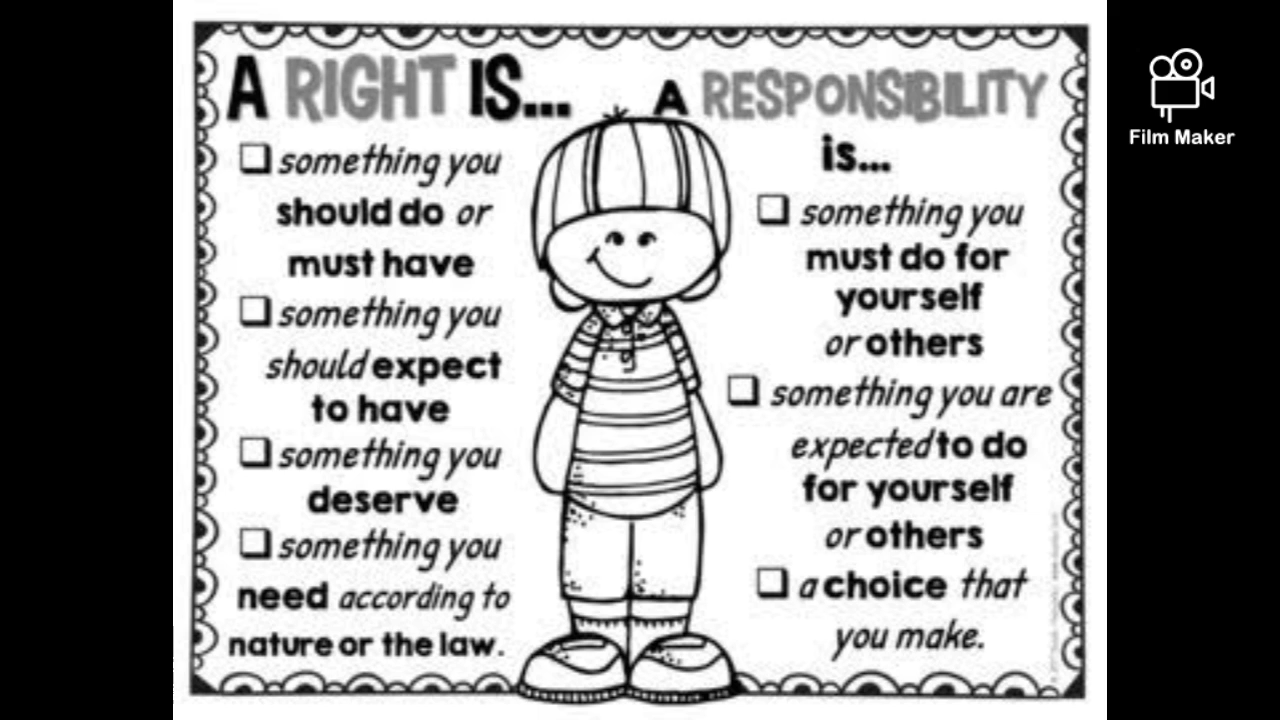 A RIGHT IS...
❑ something you
should do or
must have
❑ something you
should expect
to have
❑ something you
deserve
❑ something you
need according to
nature or the law.
A RESPONSIBILITY
is...
❑ something you
must do for
yourself
or others
❑ something you are
expected to do
for yourself
or others
❑ a choice that
you make.
Film Maker